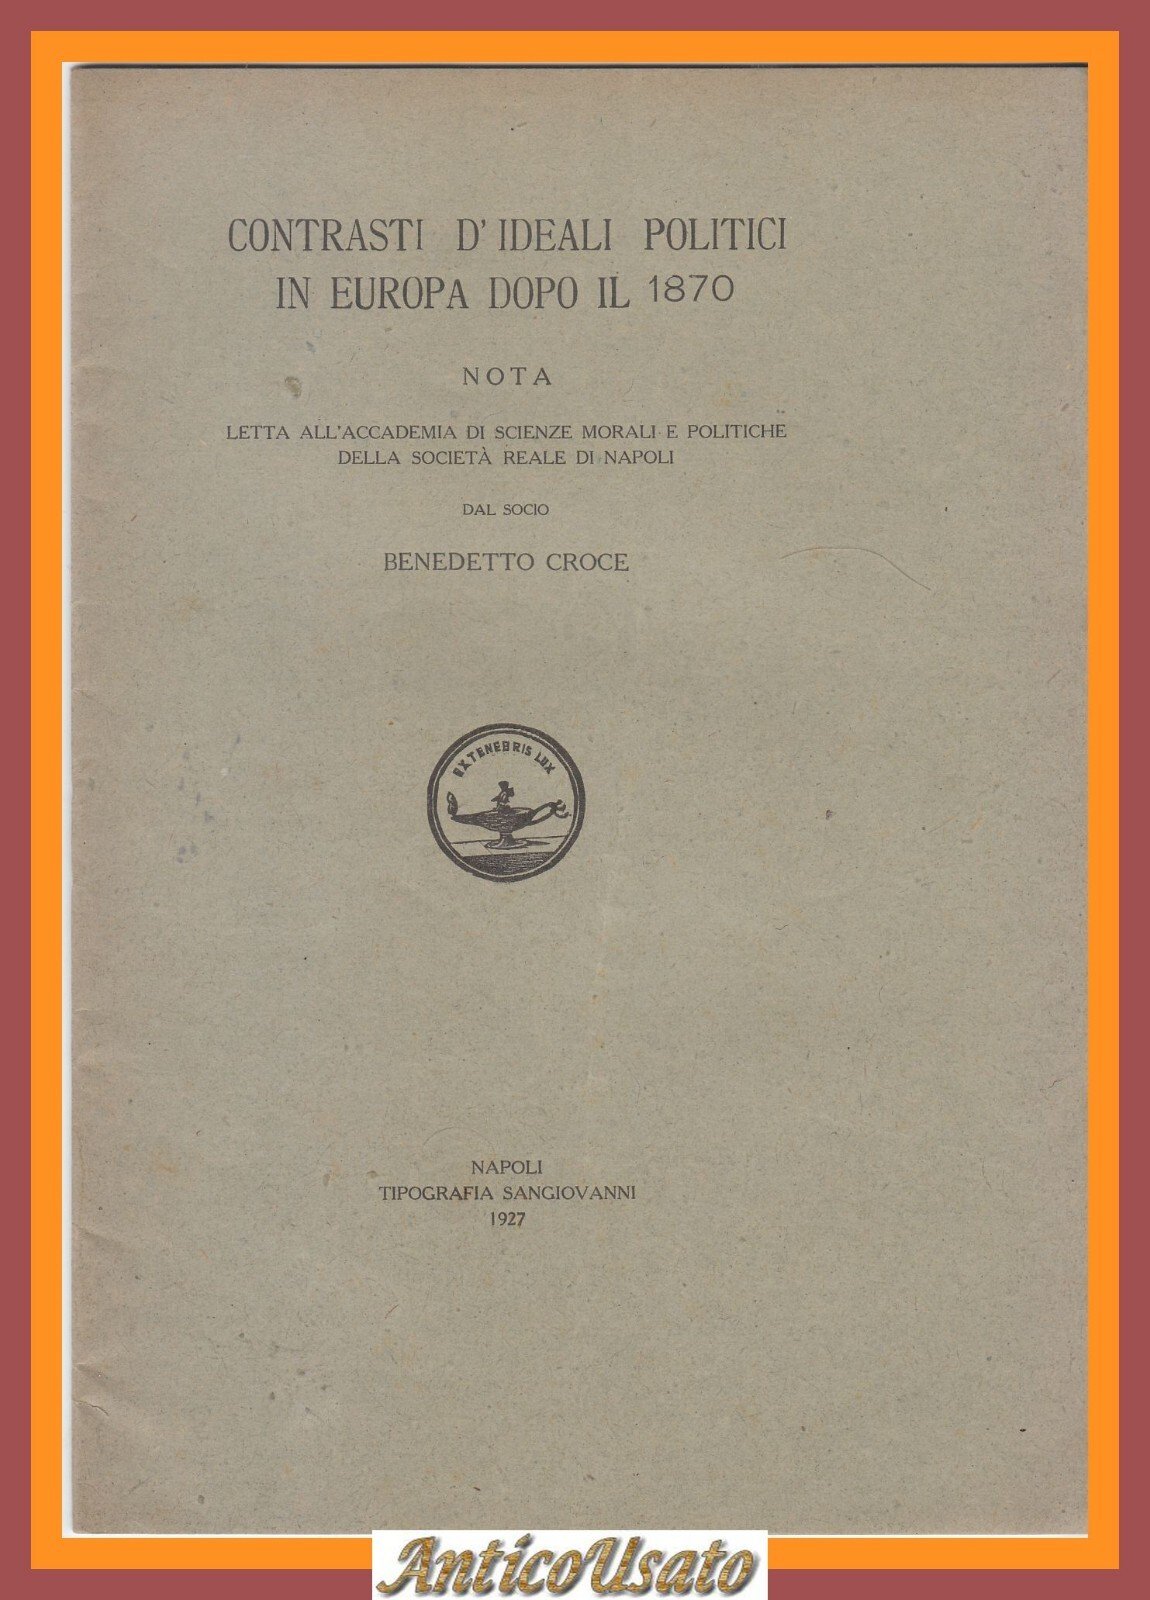 CONTRASTI D'IDEALI POLITICI
IN EUROPA DOPO IL 1870
NOTA
LETTA ALL'ACCADEMIA DI SCIENZE MORALI E POLITICHE
DELLA SOCIETÀ REALE DI NAPOLI
DAL SOCIO
BENEDETTO CROCE
EX TENEBRIS LUX
NAPOLI
TIPOGRAFIA SANGIOVANNI
1927
AnticoUsato